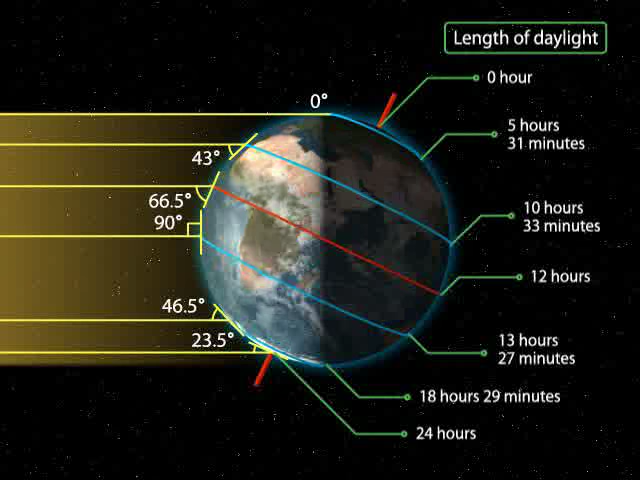 Length of daylight
0 hour
0°
5 hours
31 minutes
43°
66.5°
10 hours
33 minutes
90°
12 hours
46.5°
23.5°
13 hours
27 minutes
18 hours 29 minutes
24 hours